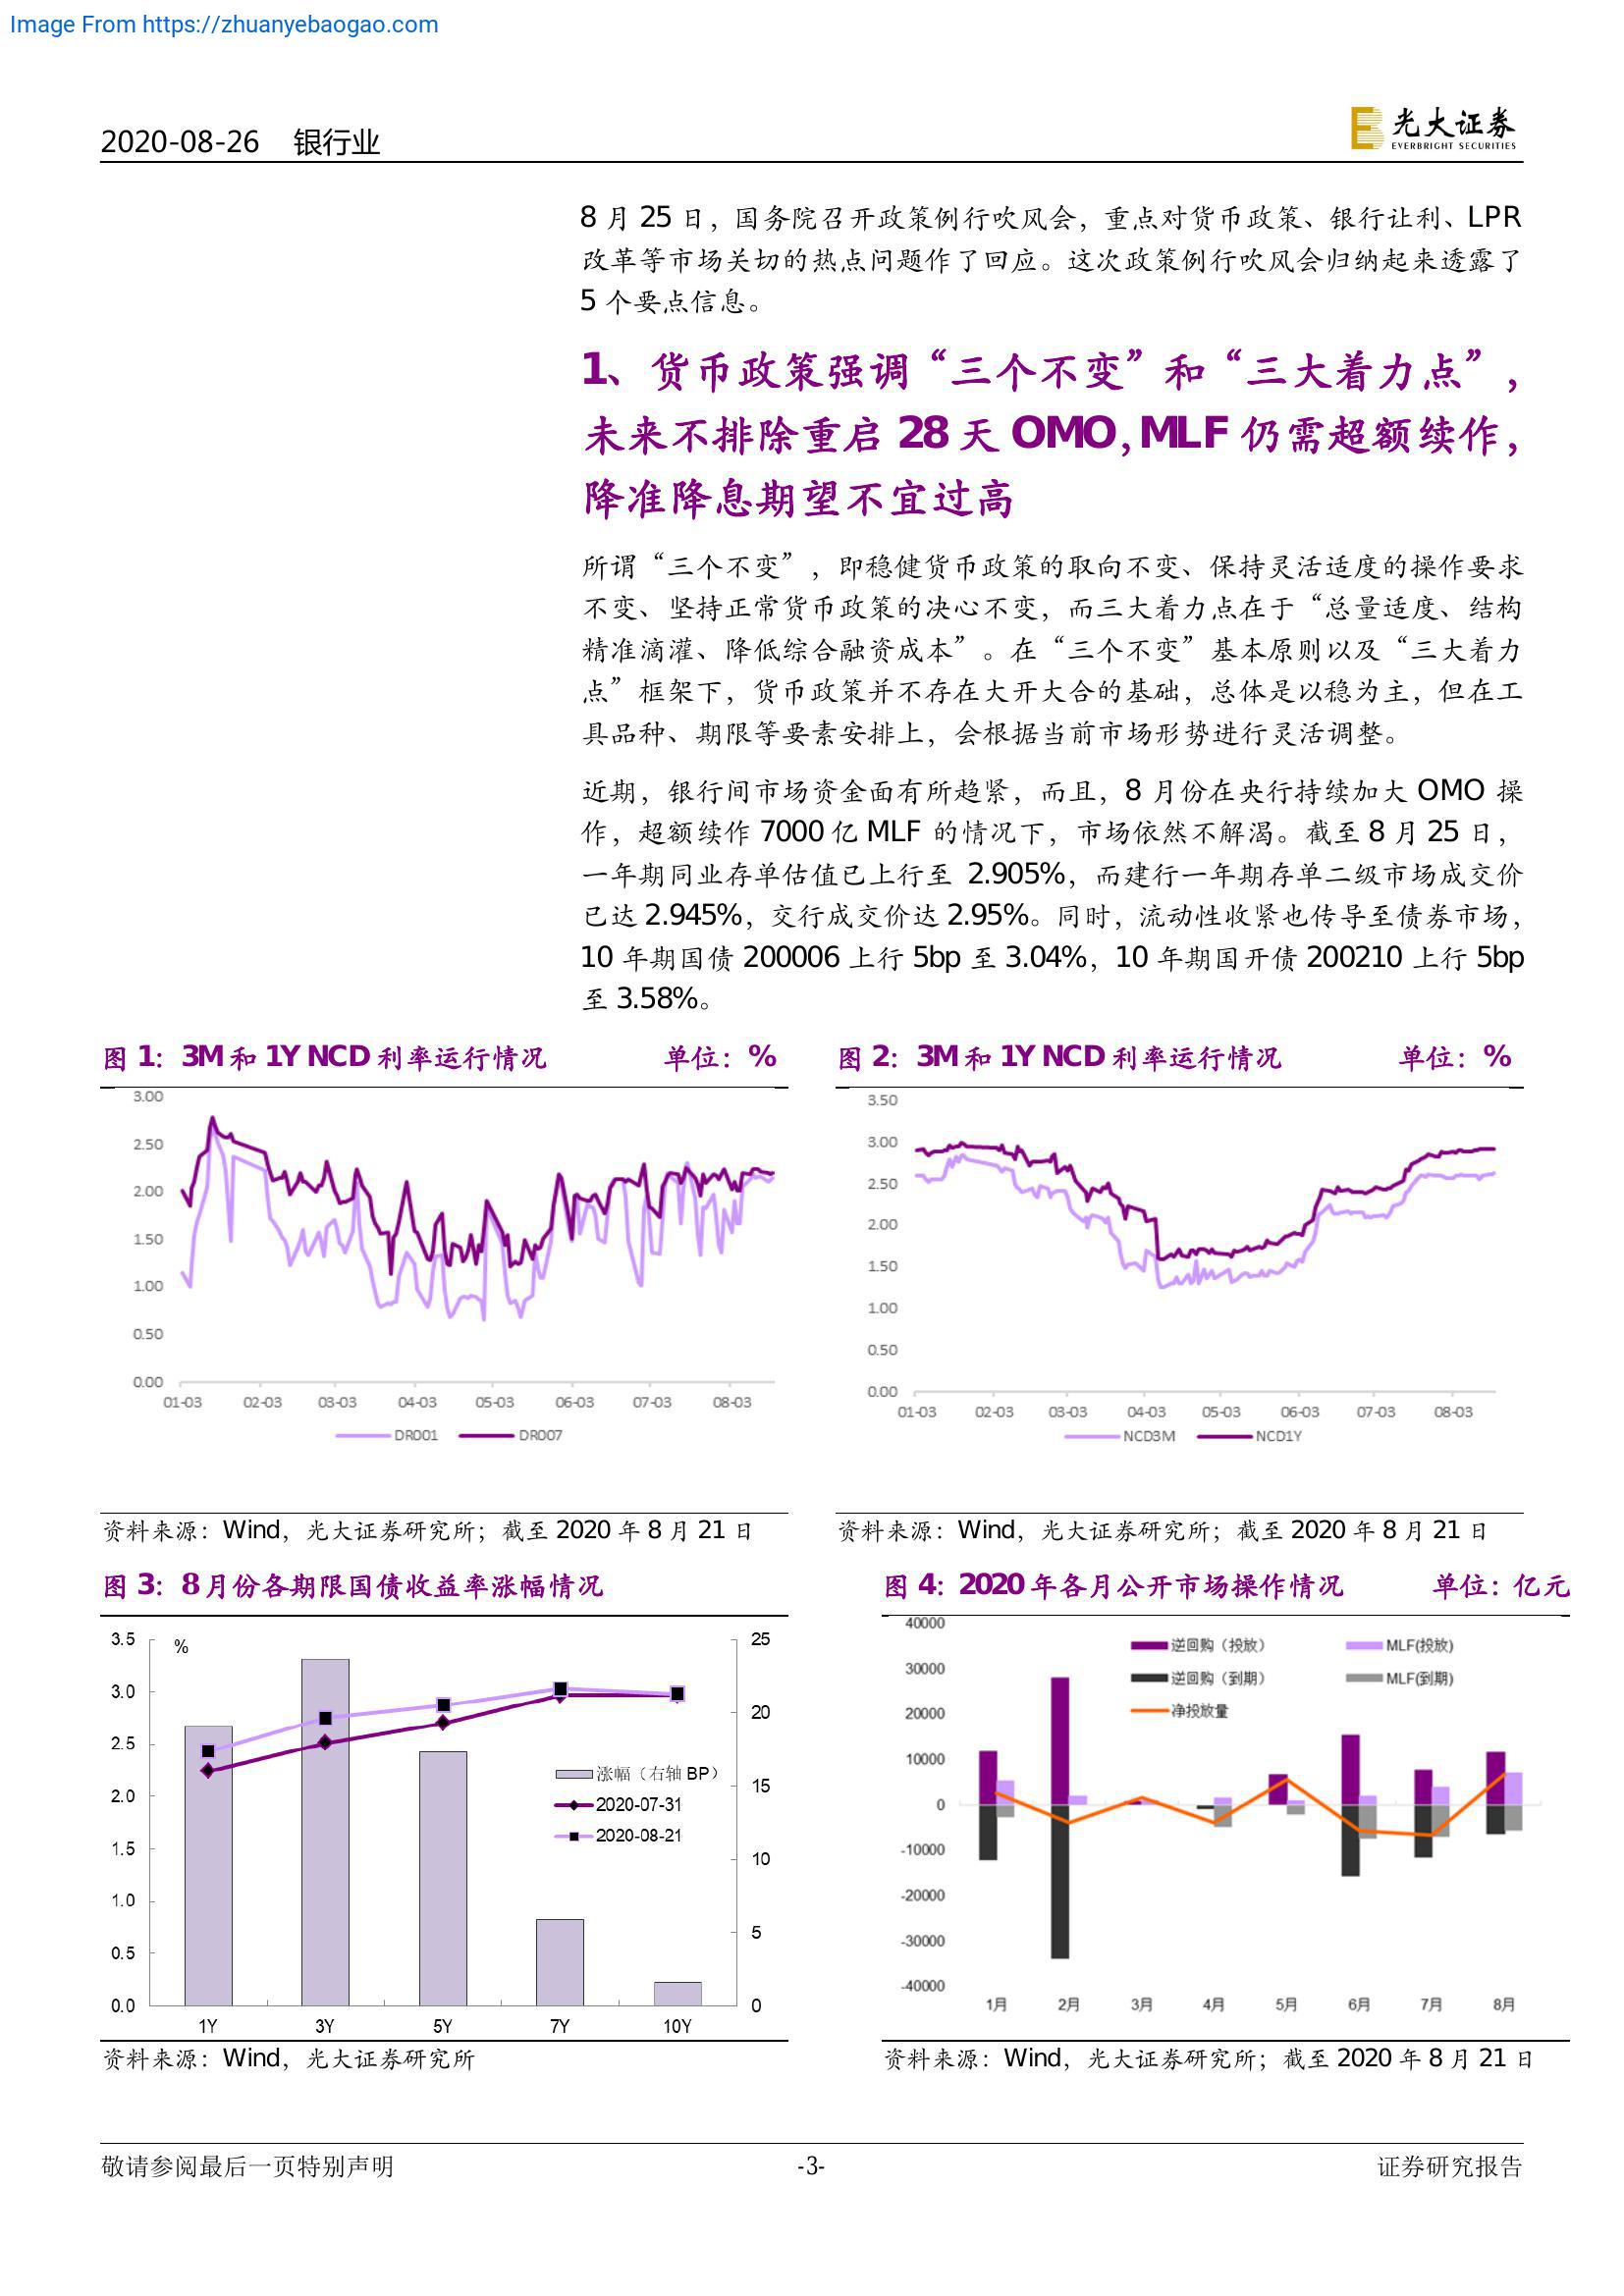 Image From https://zhuanyebaogao.com
2020-08-26 银行业
光大证券
EVERBRIGHT SECURITIES
8 月 25 日，国务院召开政策例行吹风会，重点对货币政策、银行让利、LPR
改革等市场关切的热点问题作了回应。这次政策例行吹风会归纳起来透露了
5 个要点信息。
1、货币政策强调“三个不变”和“三大着力点”，
未来不排除重启 28 天 OMO，MLF 仍需超额续作，
降准降息期望不宜过高
所谓“三个不变”，即稳健货币政策的取向不变、保持灵活适度的操作要求
不变、坚持正常货币政策的决心不变，而三大着力点在于“总量适度、结构
精准滴灌、降低综合融资成本”。在“三个不变”基本原则以及“三大着力
点”框架下，货币政策并不存在大开大合的基础，总体是以稳为主，但在工
具品种、期限等要素安排上，会根据当前市场形势进行灵活调整。
近期，银行间市场资金面有所趋紧，而且，8 月份在央行持续加大 OMO 操
作，超额续作 7000 亿 MLF 的情况下，市场依然不解渴。截至 8 月 25 日，
一年期同业存单估值已上行至 2.905%，而建行一年期存单二级市场成交价
已达 2.945%，交行成交价达 2.95%。同时，流动性收紧也传导至债券市场，
10 年期国债 200006 上行 5bp 至 3.04%，10 年期国开债 200210 上行 5bp
至 3.58%。
图 1：3M 和 1Y NCD 利率运行情况 单位：%
3.00
2.50
2.00
1.50
1.00
0.50
0.00
01-03 02-03 03-03 04-03 05-03 06-03 07-03 08-03
DR001 DR007
资料来源：Wind，光大证券研究所；截至 2020 年 8 月 21 日
图 2：3M 和 1Y NCD 利率运行情况 单位：%
3.50
3.00
2.50
2.00
1.50
1.00
0.50
0.00
01-03 02-03 03-03 04-03 05-03 06-03 07-03 08-03
NCD3M NCD1Y
资料来源：Wind，光大证券研究所；截至 2020 年 8 月 21 日
图 3：8 月份各期限国债收益率涨幅情况
%
3.5
3.0
2.5
2.0
1.5
1.0
0.5
0.0
25
20
15
10
5
0
涨幅（右轴 BP）
2020-07-31
2020-08-21
1Y 3Y 5Y 7Y 10Y
资料来源：Wind，光大证券研究所
图 4：2020 年各月公开市场操作情况 单位：亿元
40000
30000
20000
10000
0
-10000
-20000
-30000
-40000
逆回购（投放） MLF(投放)
逆回购（到期） MLF(到期)
净投放量
1月 2月 3月 4月 5月 6月 7月 8月
资料来源：Wind，光大证券研究所；截至 2020 年 8 月 21 日
敬请参阅最后一页特别声明 -3- 证券研究报告